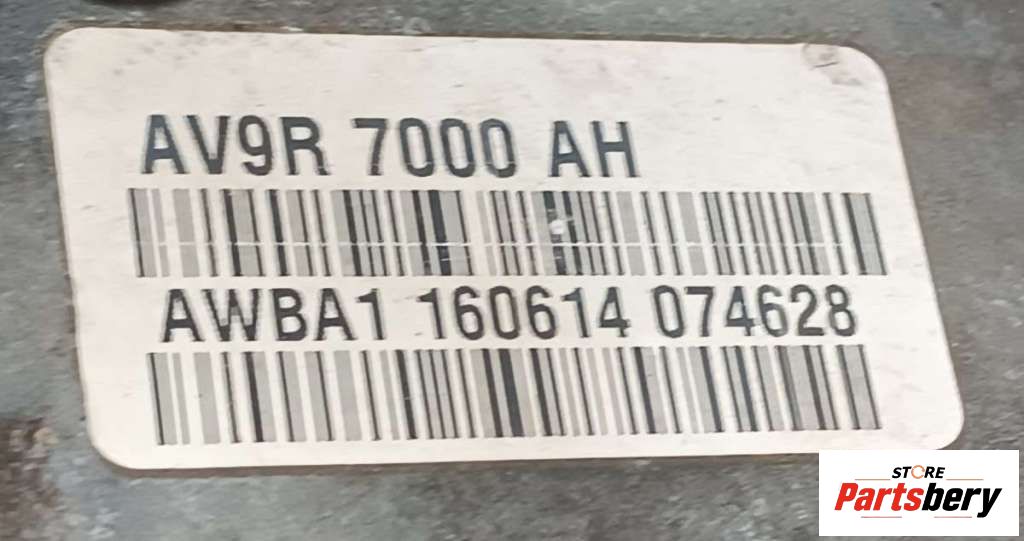 AV9R 7000 AH
AWBA1 160614 074628
STORE
Partsbery